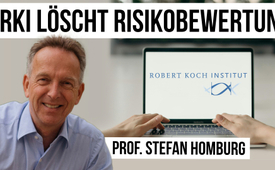 RKI LÖSCHT RISIKOBEWERTUN
ROBERT KOCH INSTITUT
PROF. STEFAN HOMBURG